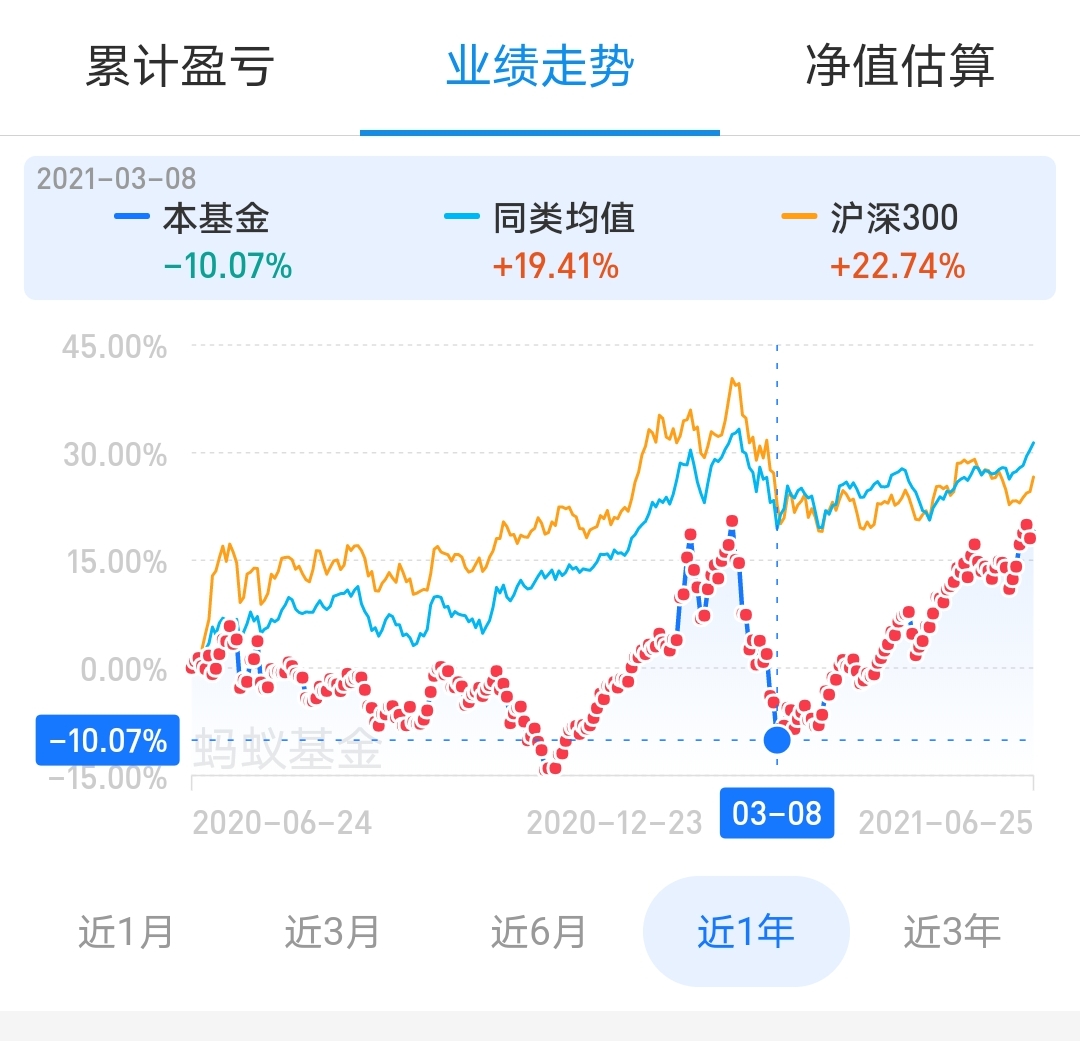 累计盈亏 业绩走势 净值估算
2021-03-08
本基金 同类均值 沪深300
-10.07% +19.41% +22.74%
45.00%
30.00%
15.00%
0.00%
-10.07%
蚂蚁基金
-15.00%
2020-06-24 2020-12-23 03-08 2021-06-25
近1月 近3月 近6月 近1年 近3年